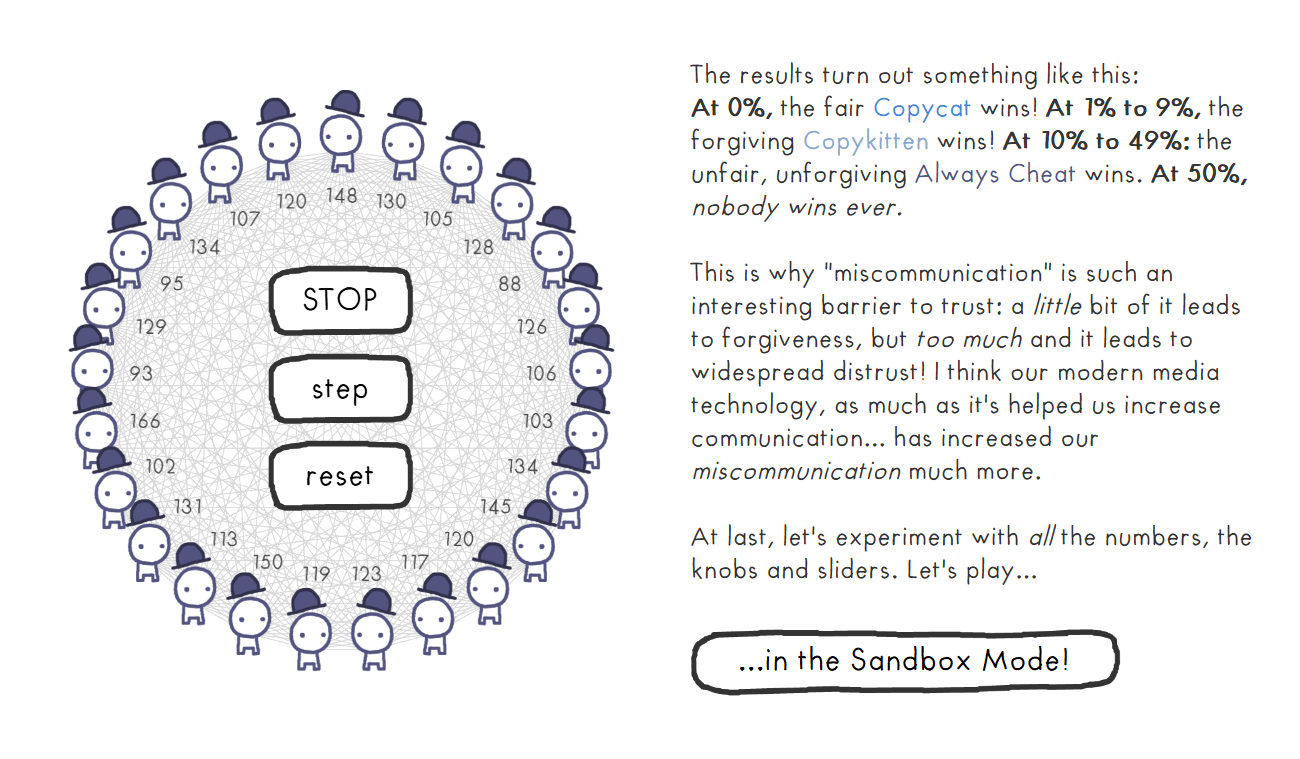 148
120
130
107
105
134
128
95
88
129
126
93
106
166
103
102
134
131
145
113
120
150
117
119
123
STOP
step
reset
The results turn out something like this:
At 0%, the fair Copycat wins! At 1% to 9%, the
forgiving Copykitten wins! At 10% to 49%: the
unfair, unforgiving Always Cheat wins. At 50%,
nobody wins ever.
This is why "miscommunication" is such an
interesting barrier to trust: a little bit of it leads
to forgiveness, but too much and it leads to
widespread distrust! I think our modern media
technology, as much as it's helped us increase
communication... has increased our
miscommunication much more.
At last, let's experiment with all the numbers, the
knobs and sliders. Let's play...
...in the Sandbox Mode!